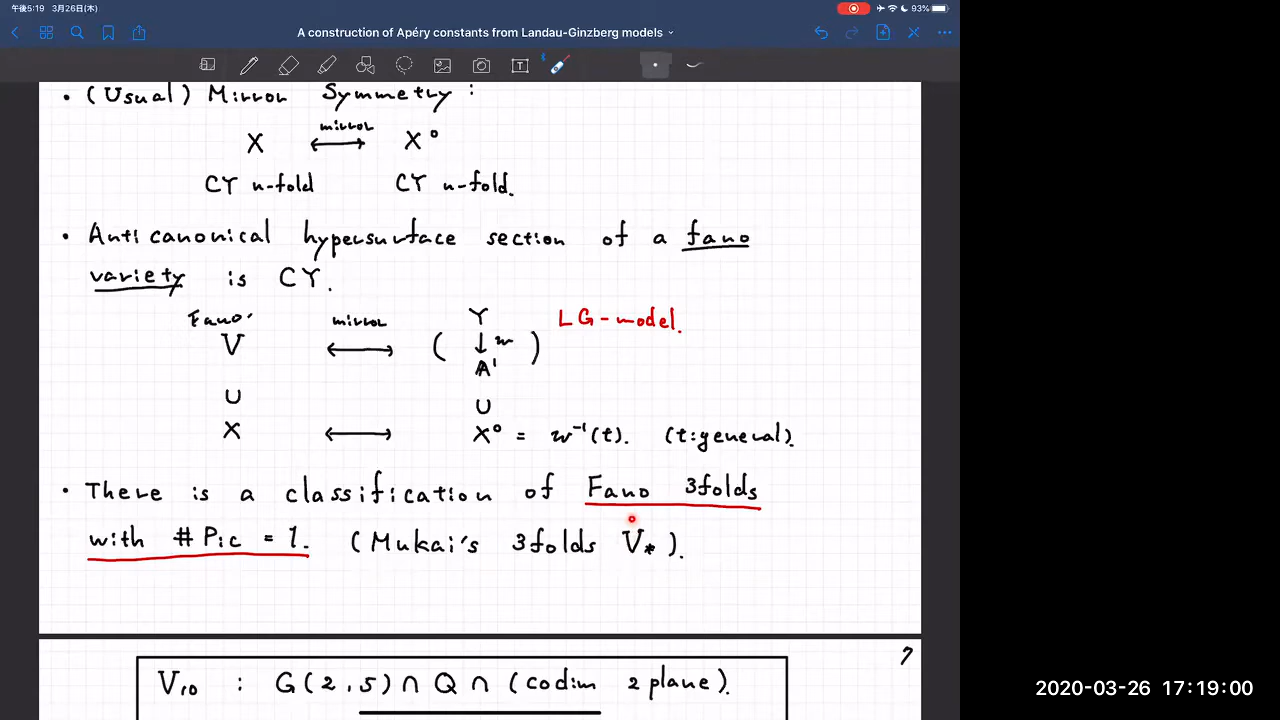 午後5:19 3月26日(木)
93%
A construction of Apéry constants from Landau-Ginzberg models
T
• (Usual) Mirror Symmetry :
mirror
X ⟷ X°
CY n-fold CY n-fold.
• Anticanonical hypersurface section of a fano
variety is CY.
Fano. mirror Y LG-model.
V ⟷ ( ↓ w )
A¹
∪ ∪
X ⟷ X° = w⁻¹(t). (t:general).
• There is a classification of Fano 3folds
with #Pic = 1. (Mukai's 3folds V* ).
7
V₁₀ : G(2,5) ∩ Q ∩ (codim 2 plane).
2020-03-26 17:19:00